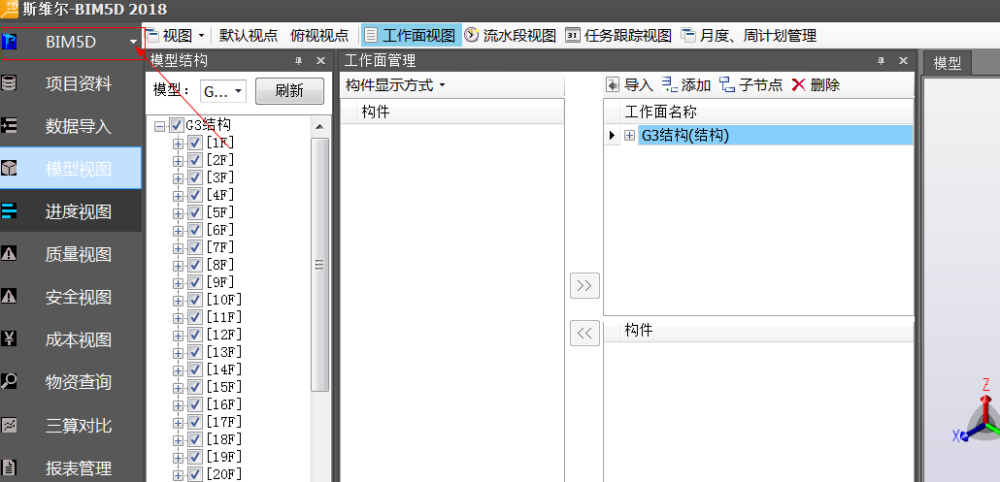 斯维尔-BIM5D 2018
BIM5D
视图 默认视点 俯视视点 工作面视图 流水段视图 31 任务跟踪视图 月度、周计划管理
项目资料
数据导入
模型视图
进度视图
质量视图
安全视图
成本视图
物资查询
三算对比
报表管理
模型结构
模型： G... 刷新
G3结构
[1F]
[2F]
[3F]
[4F]
[5F]
[6F]
[7F]
[8F]
[9F]
[10F]
[11F]
[12F]
[13F]
[14F]
[15F]
[16F]
[17F]
[18F]
[19F]
[20F]
工作面管理
构件显示方式
构件
>>
<<
导入 添加 子节点 删除
工作面名称
G3结构(结构)
构件
模型
Z
X